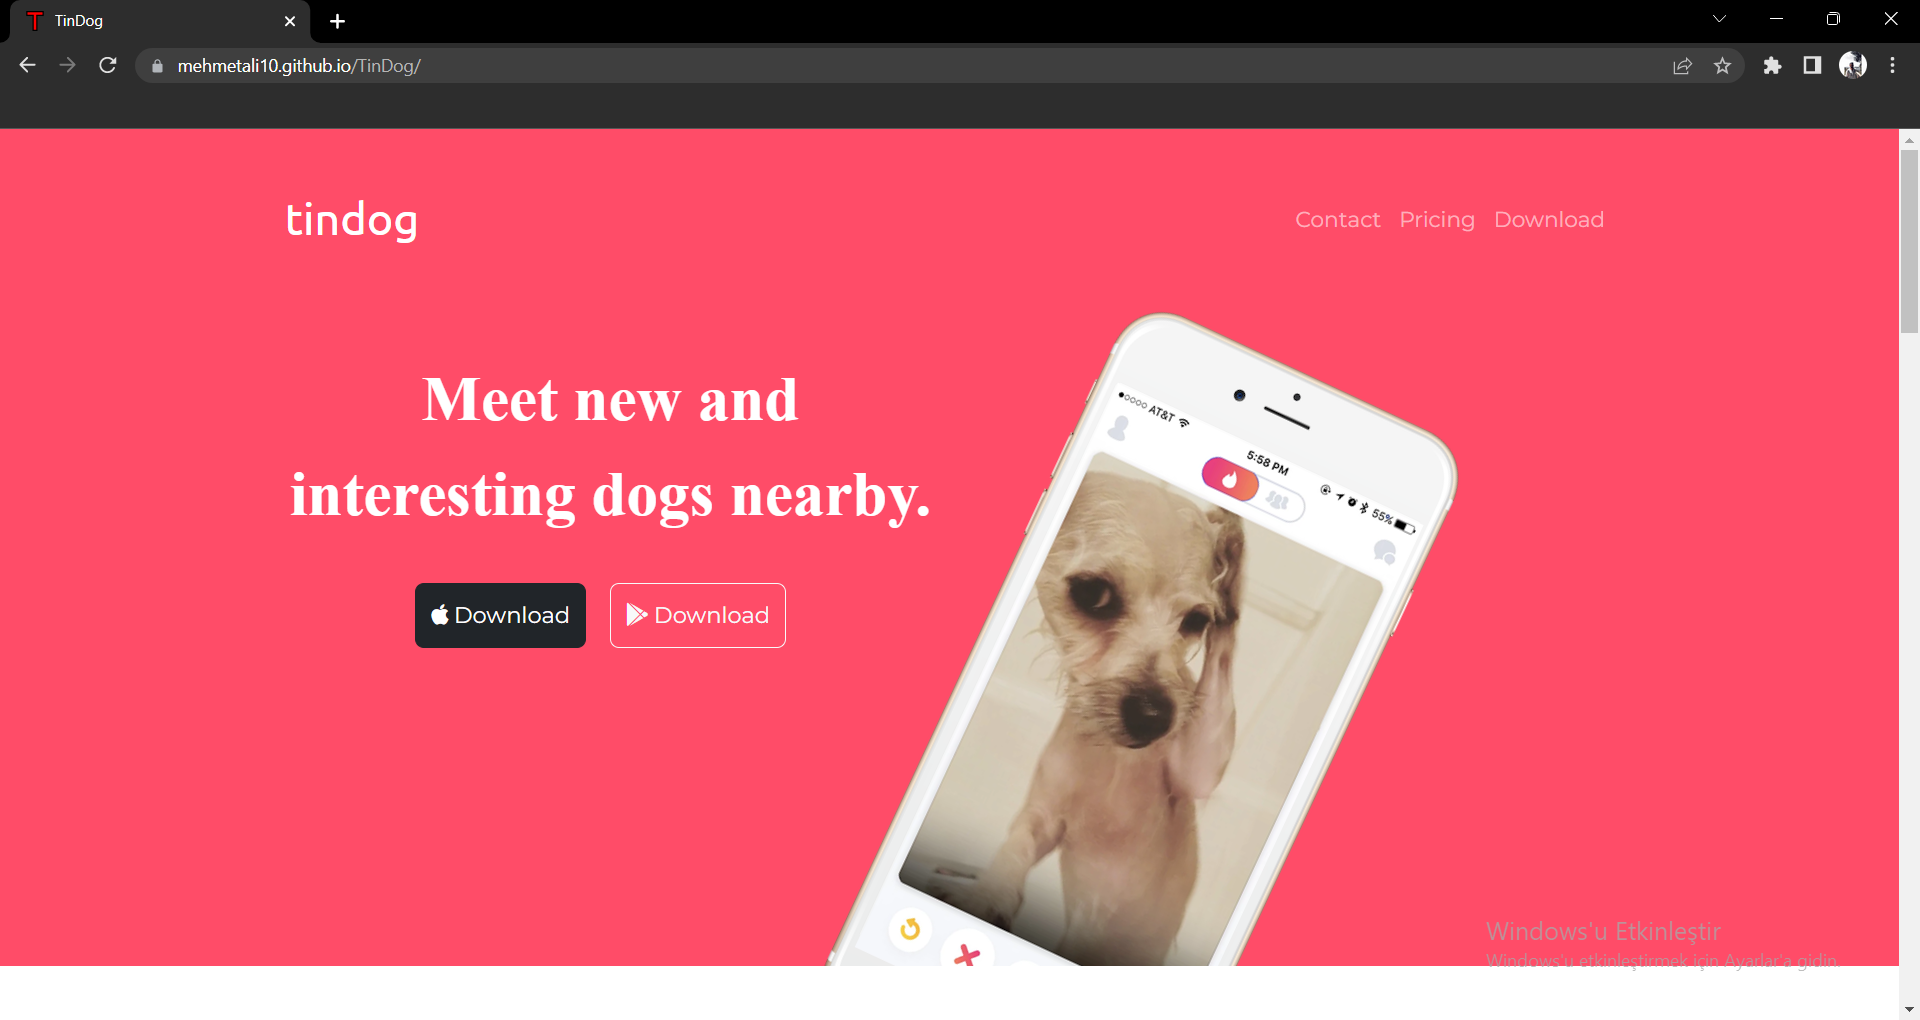 TinDog
mehmetali10.github.io/TinDog/
tindog
Contact Pricing Download
Meet new and
interesting dogs nearby.
Download Download
AT&T 5:58 PM 55%
Windows'u Etkinleştir
Windows'u etkinleştirmek için Ayarlar'a gidin.